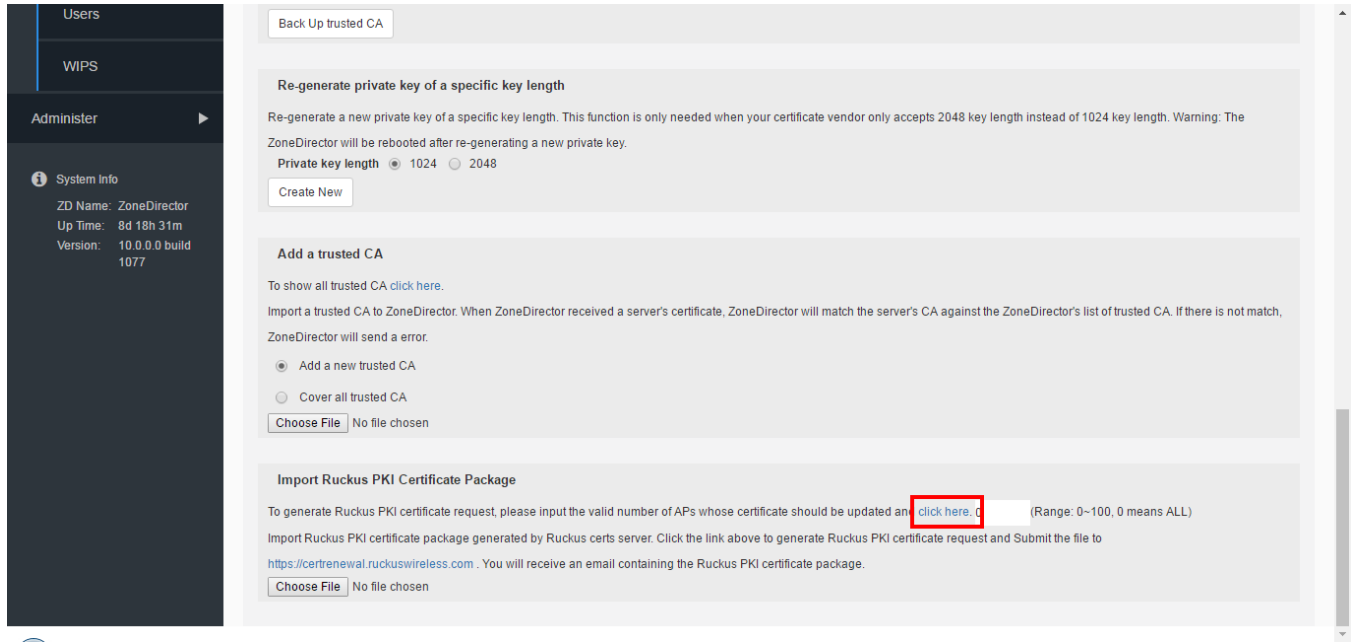 Users
WIPS
Administer
System Info
ZD Name: ZoneDirector
Up Time: 8d 18h 31m
Version: 10.0.0.0 build
1077
Back Up trusted CA
Re-generate private key of a specific key length
Re-generate a new private key of a specific key length. This function is only needed when your certificate vendor only accepts 2048 key length instead of 1024 key length. Warning: The
ZoneDirector will be rebooted after re-generating a new private key.
Private key length 1024 2048
Create New
Add a trusted CA
To show all trusted CA click here.
Import a trusted CA to ZoneDirector. When ZoneDirector received a server's certificate, ZoneDirector will match the server's CA against the ZoneDirector's list of trusted CA. If there is not match,
ZoneDirector will send a error.
Add a new trusted CA
Cover all trusted CA
Choose File No file chosen
Import Ruckus PKI Certificate Package
To generate Ruckus PKI certificate request, please input the valid number of APs whose certificate should be updated and click here. (Range: 0~100, 0 means ALL)
Import Ruckus PKI certificate package generated by Ruckus certs server. Click the link above to generate Ruckus PKI certificate request and Submit the file to
https://certrenewal.ruckuswireless.com . You will receive an email containing the Ruckus PKI certificate package.
Choose File No file chosen